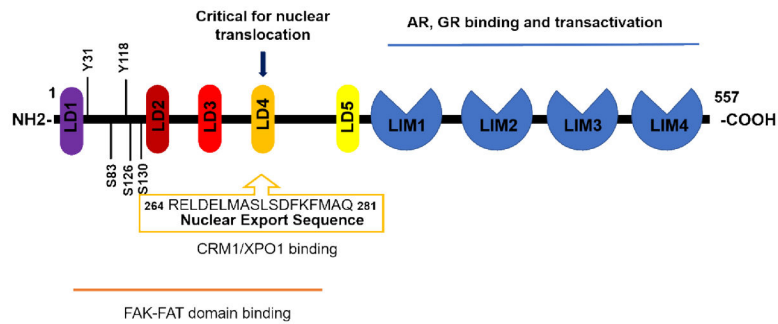 Critical for nuclear
translocation
AR, GR binding and transactivation
Y31
Y118
1
557
NH2-
LD1
LD2
LD3
LD4
LD5
LIM1
LIM2
LIM3
LIM4
-COOH
S83
S126
S130
264 RELDELMASLSDFKFMAQ 281
Nuclear Export Sequence
CRM1/XPO1 binding
FAK-FAT domain binding